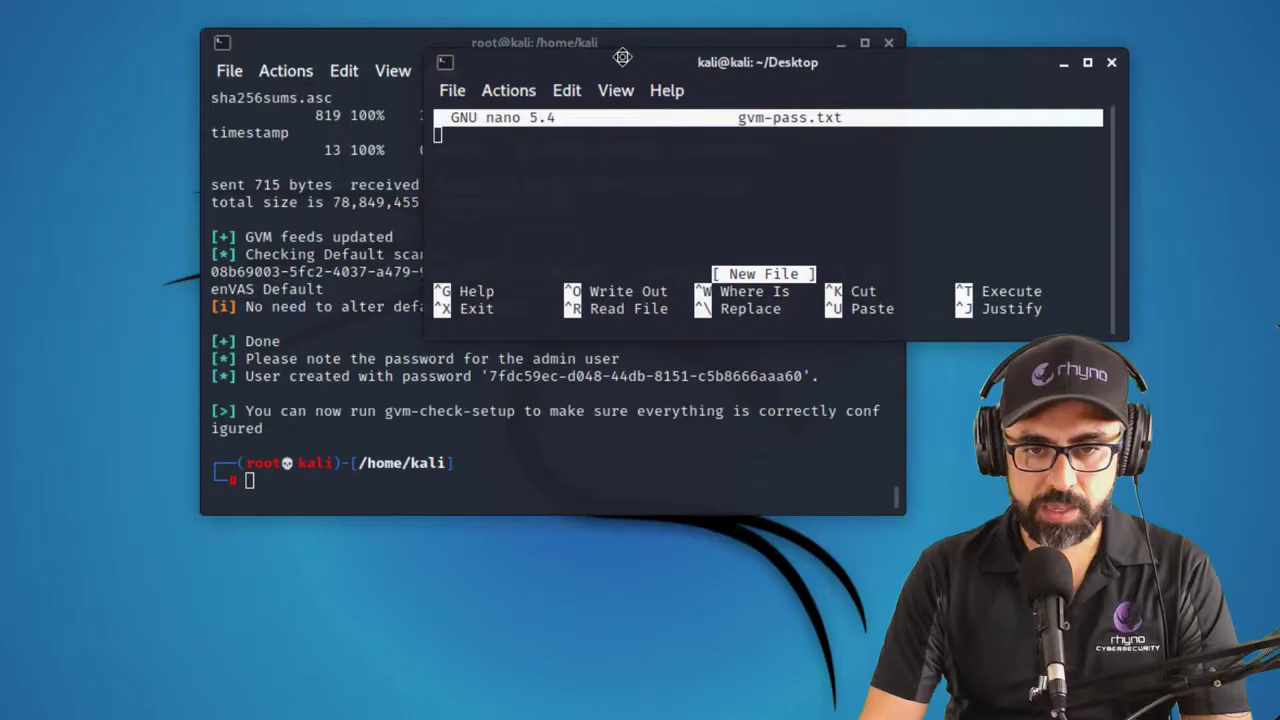 root@kali: /home/kali
File Actions Edit View
sha256sums.asc
819 100%
timestamp
13 100%
sent 715 bytes received
total size is 78,849,455
[+] GVM feeds updated
[*] Checking Default scan
08b69003-5fc2-4037-a479-
enVAS Default
[i] No need to alter defa
[+] Done
[*] Please note the password for the admin user
[*] User created with password '7fdc59ec-d048-44db-8151-c5b8666aaa60'.
[>] You can now run gvm-check-setup to make sure everything is correctly conf
igured
(root💀kali)-[/home/kali]
#
kali@kali: ~/Desktop
File Actions Edit View Help
GNU nano 5.4 gvm-pass.txt
[ New File ]
^G Help ^O Write Out ^W Where Is ^K Cut ^T Execute
^X Exit ^R Read File ^\ Replace ^U Paste ^J Justify
rhyno
rhyno
CYBERSECURITY